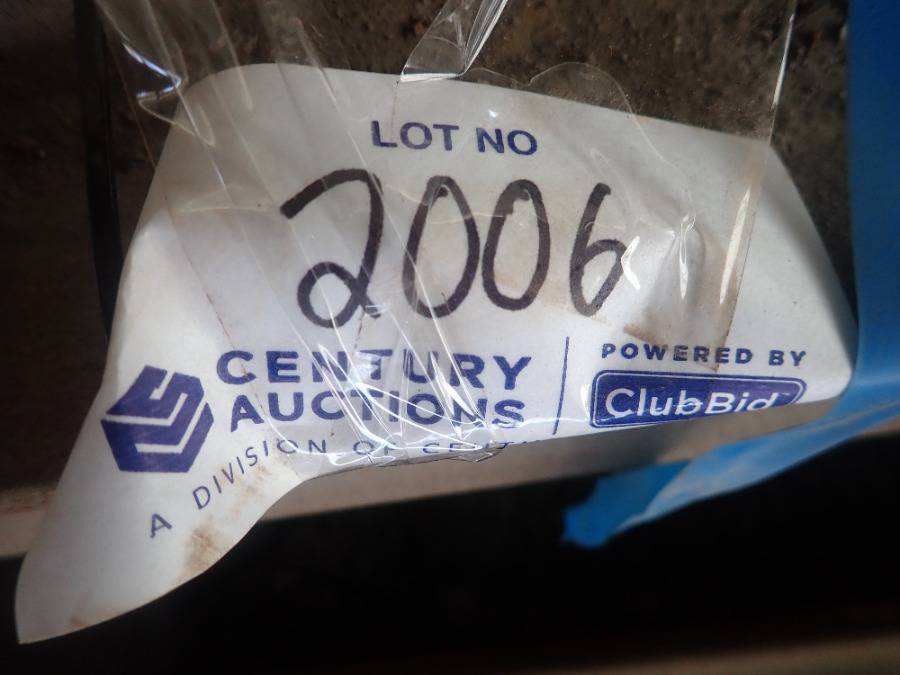 LOT NO
2006
CENTURY
AUCTIONS
A DIVISION OF
POWERED BY
ClubBid